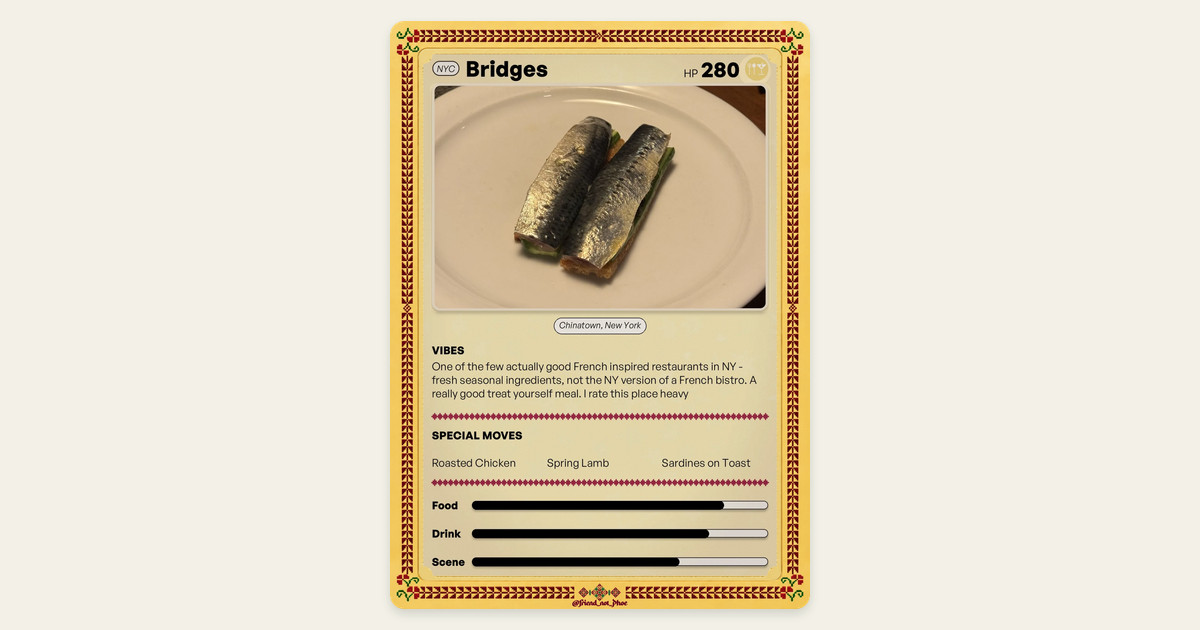 NYC Bridges HP 280
Chinatown, New York
VIBES
One of the few actually good French inspired restaurants in NY -
fresh seasonal ingredients, not the NY version of a French bistro. A
really good treat yourself meal. I rate this place heavy
SPECIAL MOVES
Roasted Chicken Spring Lamb Sardines on Toast
Food
Drink
Scene
@friend_not_phoe